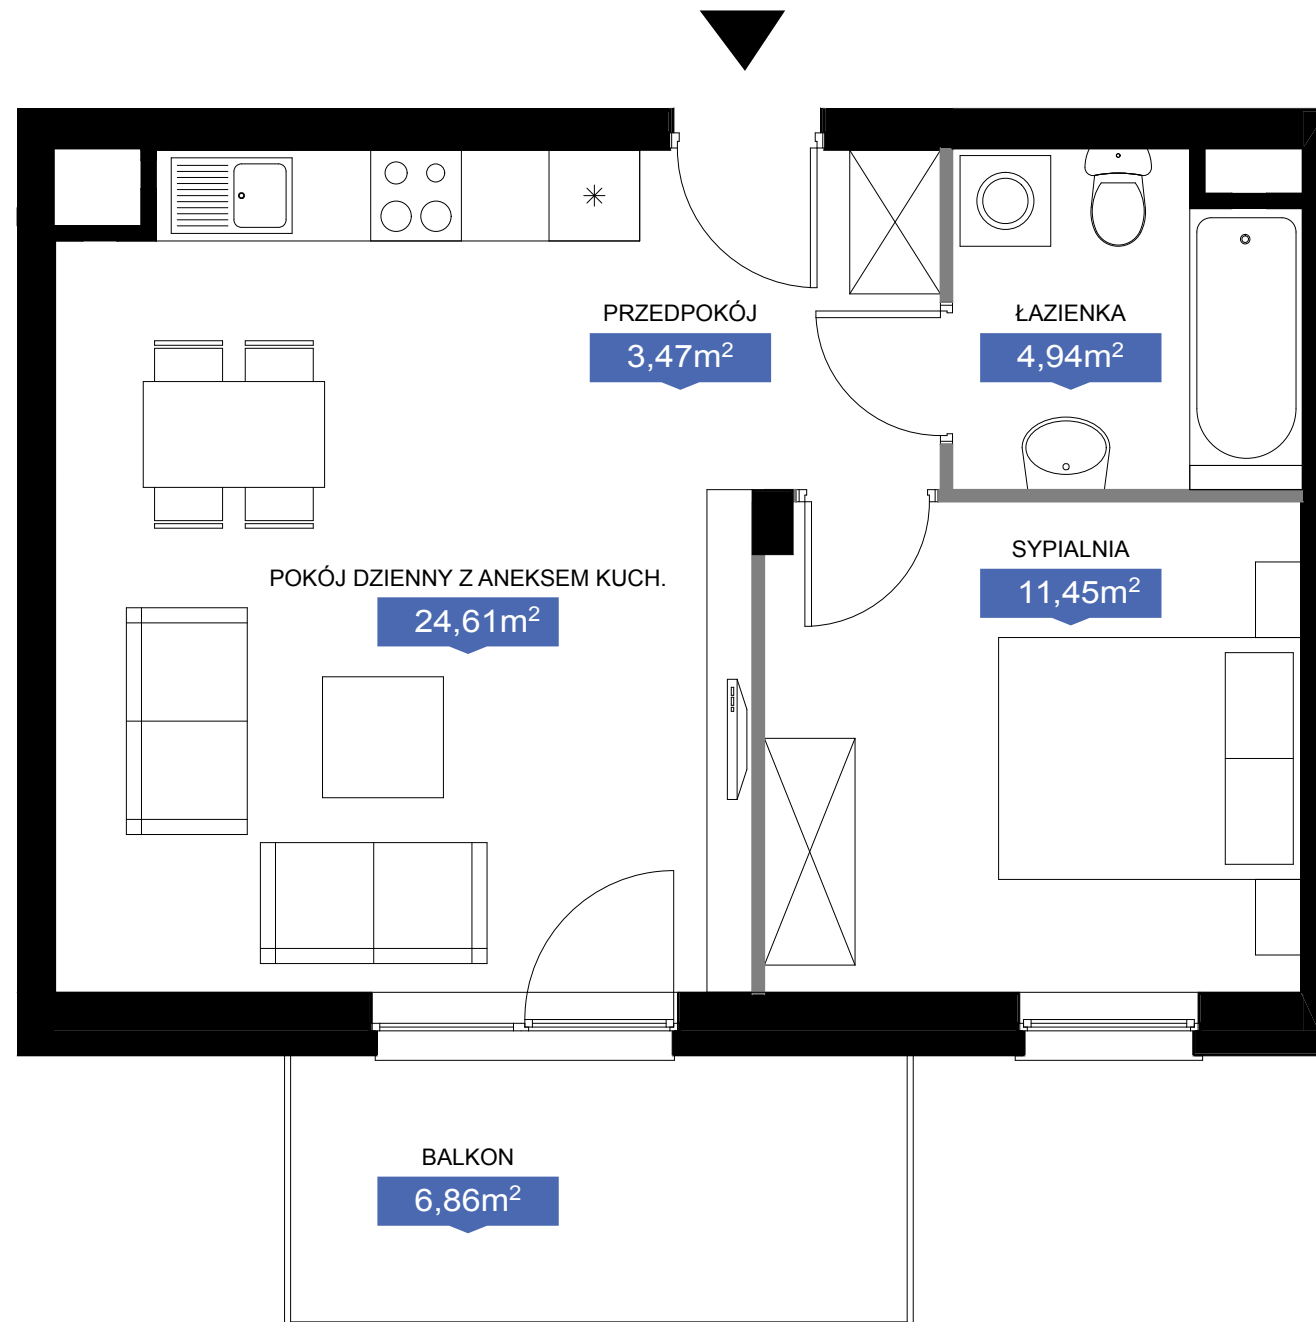 PRZEDPOKÓJ
3,47m²
ŁAZIENKA
4,94m²
POKÓJ DZIENNY Z ANEKSEM KUCH.
24,61m²
SYPIALNIA
11,45m²
BALKON
6,86m²